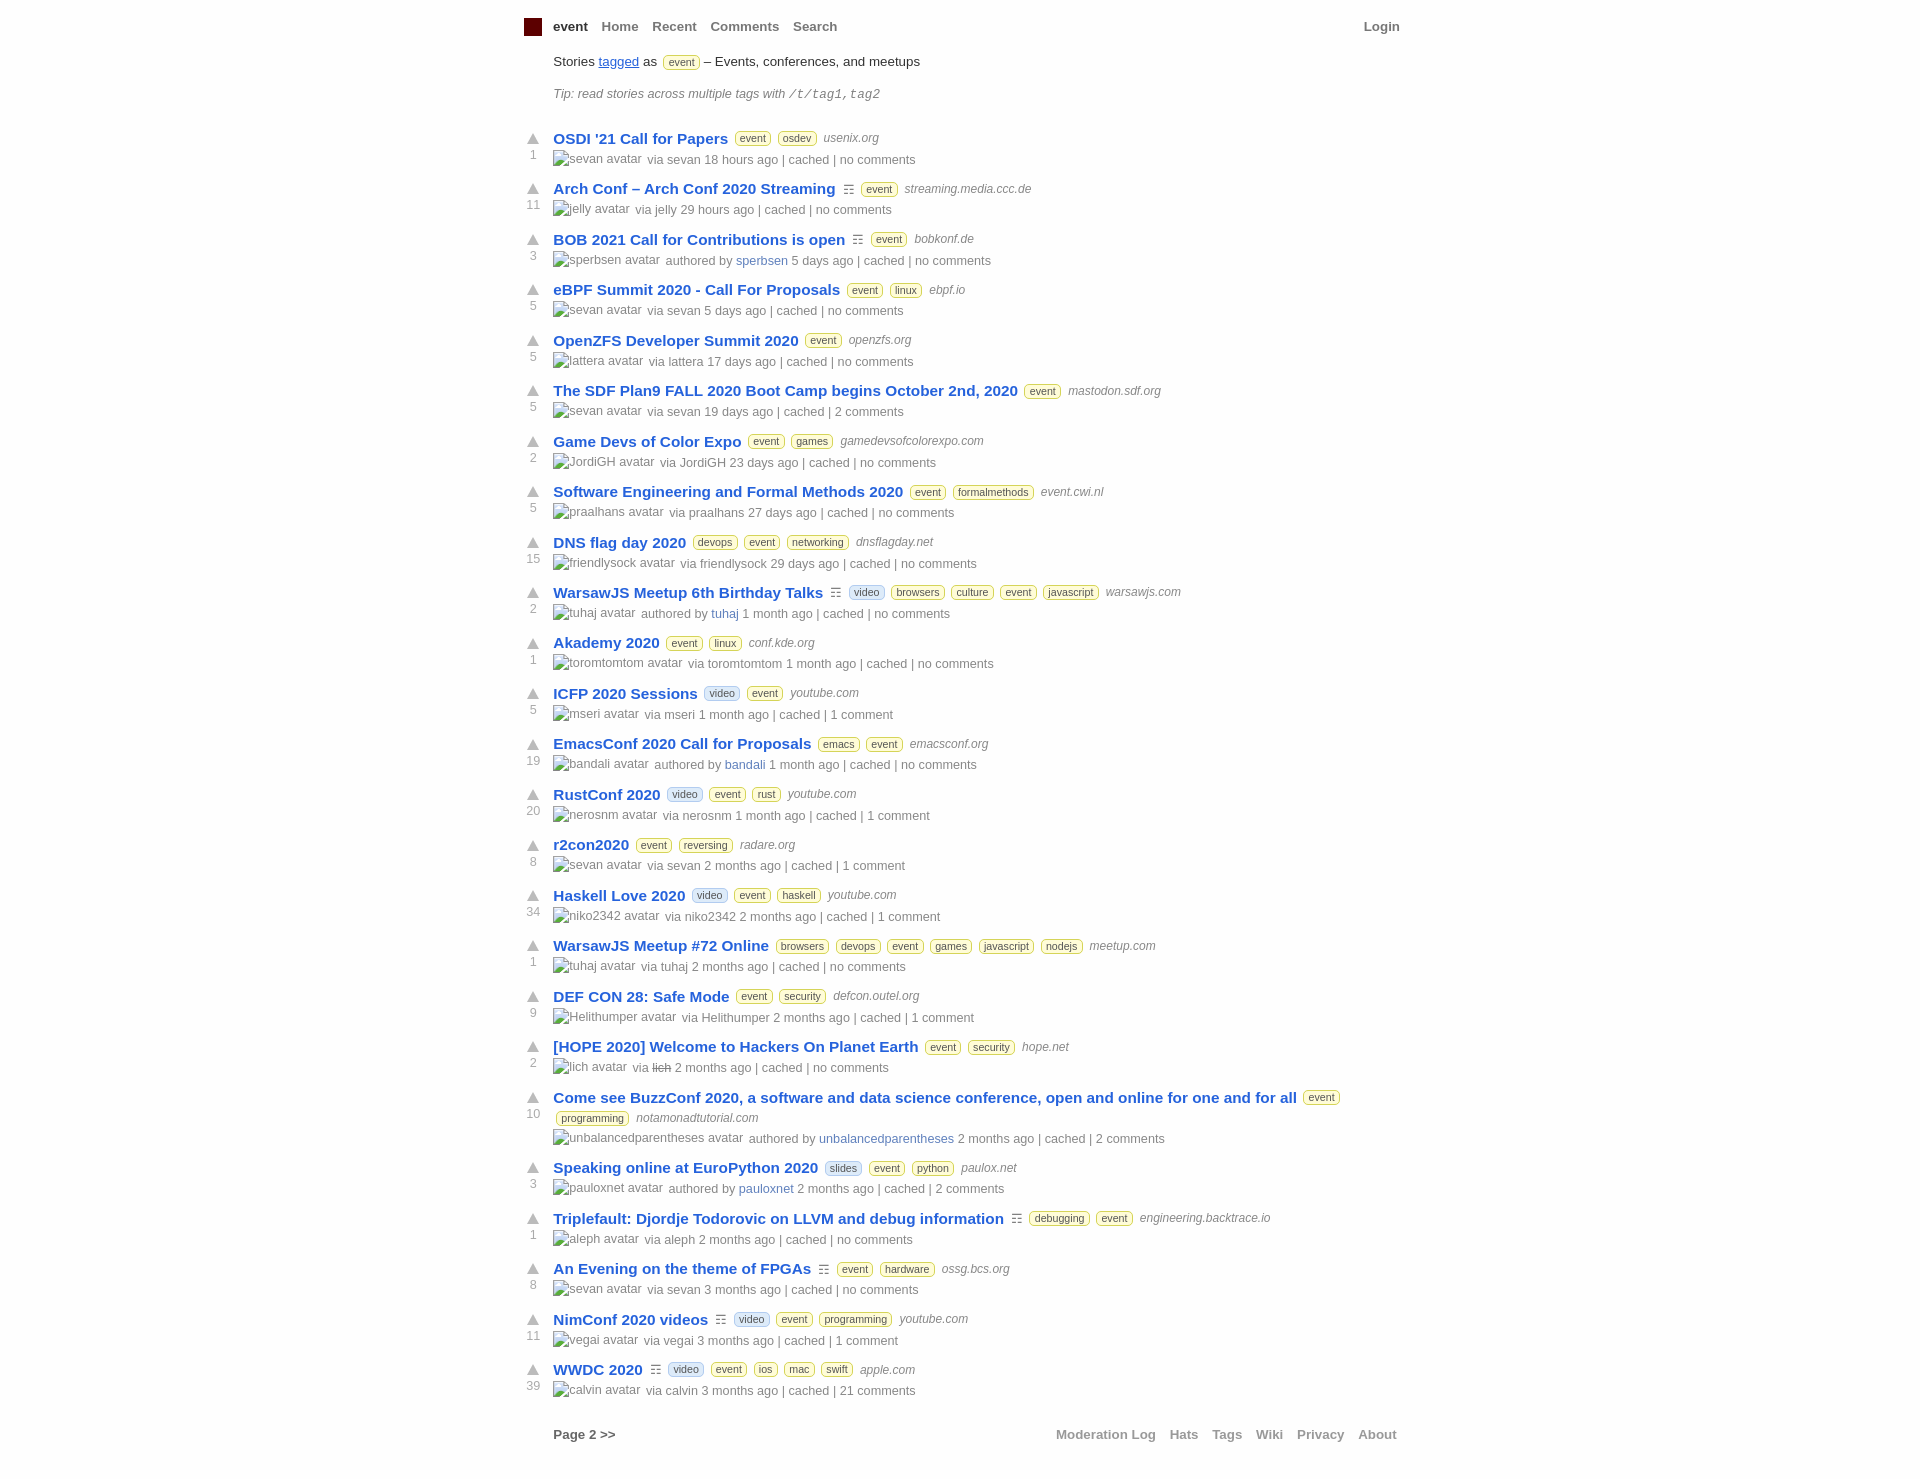 event Home Recent Comments Search Login
Stories tagged as event – Events, conferences, and meetups
Tip: read stories across multiple tags with /t/tag1,tag2
OSDI '21 Call for Papers event osdev usenix.org
1 sevan avatar via sevan 18 hours ago | cached | no comments
Arch Conf – Arch Conf 2020 Streaming ☶ event streaming.media.ccc.de
11 jelly avatar via jelly 29 hours ago | cached | no comments
BOB 2021 Call for Contributions is open ☶ event bobkonf.de
3 sperbsen avatar authored by sperbsen 5 days ago | cached | no comments
eBPF Summit 2020 - Call For Proposals event linux ebpf.io
5 sevan avatar via sevan 5 days ago | cached | no comments
OpenZFS Developer Summit 2020 event openzfs.org
5 lattera avatar via lattera 17 days ago | cached | no comments
The SDF Plan9 FALL 2020 Boot Camp begins October 2nd, 2020 event mastodon.sdf.org
5 sevan avatar via sevan 19 days ago | cached | 2 comments
Game Devs of Color Expo event games gamedevsofcolorexpo.com
2 JordiGH avatar via JordiGH 23 days ago | cached | no comments
Software Engineering and Formal Methods 2020 event formalmethods event.cwi.nl
5 praalhans avatar via praalhans 27 days ago | cached | no comments
DNS flag day 2020 devops event networking dnsflagday.net
15 friendlysock avatar via friendlysock 29 days ago | cached | no comments
WarsawJS Meetup 6th Birthday Talks ☶ video browsers culture event javascript warsawjs.com
2 tuhaj avatar authored by tuhaj 1 month ago | cached | no comments
Akademy 2020 event linux conf.kde.org
1 toromtomtom avatar via toromtomtom 1 month ago | cached | no comments
ICFP 2020 Sessions video event youtube.com
5 mseri avatar via mseri 1 month ago | cached | 1 comment
EmacsConf 2020 Call for Proposals emacs event emacsconf.org
19 bandali avatar authored by bandali 1 month ago | cached | no comments
RustConf 2020 video event rust youtube.com
20 nerosnm avatar via nerosnm 1 month ago | cached | 1 comment
r2con2020 event reversing radare.org
8 sevan avatar via sevan 2 months ago | cached | 1 comment
Haskell Love 2020 video event haskell youtube.com
34 niko2342 avatar via niko2342 2 months ago | cached | 1 comment
WarsawJS Meetup #72 Online browsers devops event games javascript nodejs meetup.com
1 tuhaj avatar via tuhaj 2 months ago | cached | no comments
DEF CON 28: Safe Mode event security defcon.outel.org
9 Helithumper avatar via Helithumper 2 months ago | cached | 1 comment
[HOPE 2020] Welcome to Hackers On Planet Earth event security hope.net
2 lich avatar via lich 2 months ago | cached | no comments
Come see BuzzConf 2020, a software and data science conference, open and online for one and for all event
10 programming notamonadtutorial.com
unbalancedparentheses avatar authored by unbalancedparentheses 2 months ago | cached | 2 comments
Speaking online at EuroPython 2020 slides event python paulox.net
3 pauloxnet avatar authored by pauloxnet 2 months ago | cached | 2 comments
Triplefault: Djordje Todorovic on LLVM and debug information ☶ debugging event engineering.backtrace.io
1 aleph avatar via aleph 2 months ago | cached | no comments
An Evening on the theme of FPGAs ☶ event hardware ossg.bcs.org
8 sevan avatar via sevan 3 months ago | cached | no comments
NimConf 2020 videos ☶ video event programming youtube.com
11 vegai avatar via vegai 3 months ago | cached | 1 comment
WWDC 2020 ☶ video event ios mac swift apple.com
39 calvin avatar via calvin 3 months ago | cached | 21 comments
Page 2 >> Moderation Log Hats Tags Wiki Privacy About